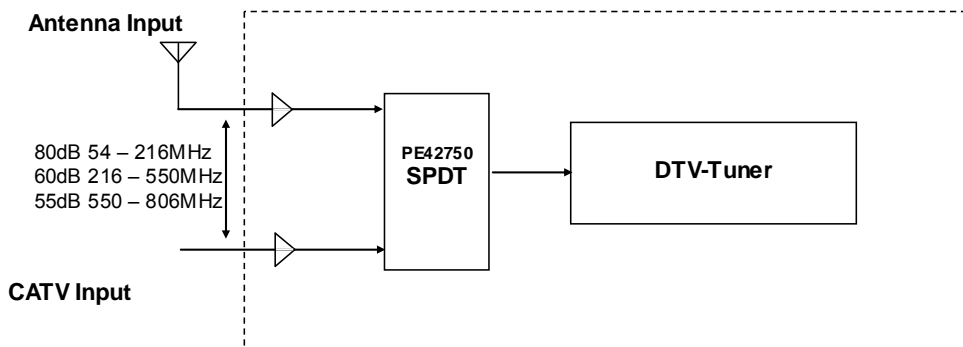 Antenna Input
80dB 54 – 216MHz
60dB 216 – 550MHz
55dB 550 – 806MHz
PE42750
SPDT
DTV-Tuner
CATV Input